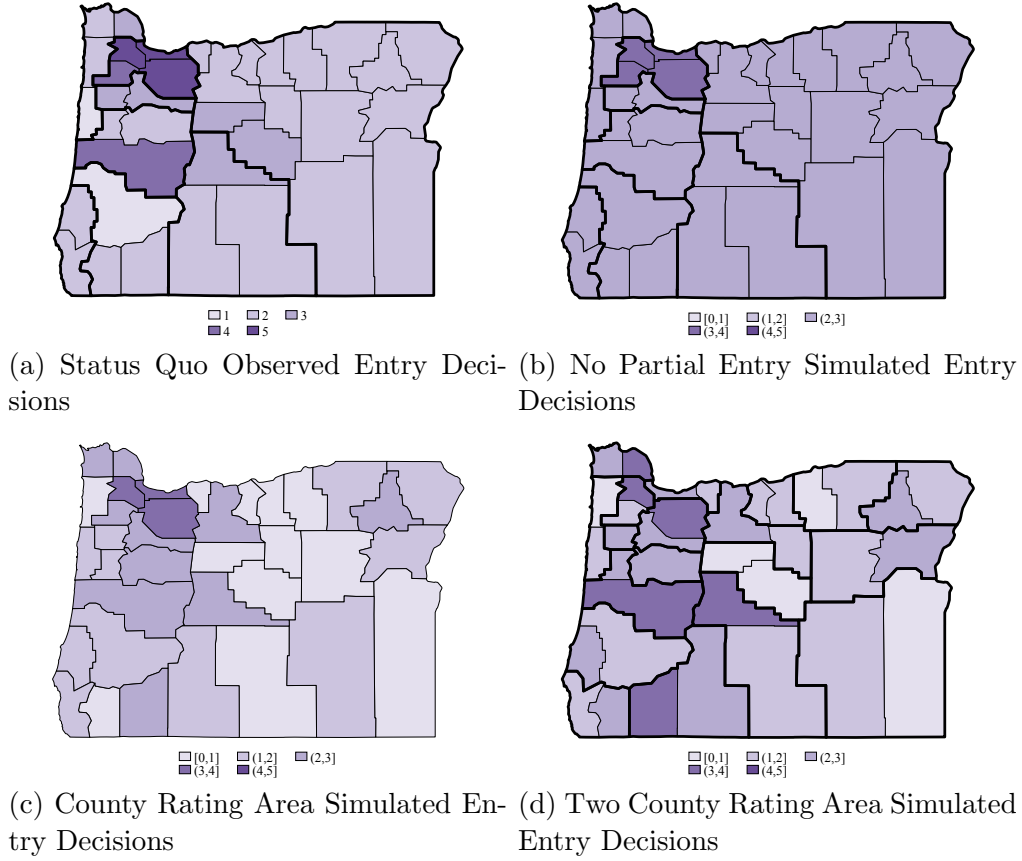 1 2 3
4 5
[0,1] (1,2] (2,3]
(3,4] (4,5]
(a) Status Quo Observed Entry Deci-
sions
(b) No Partial Entry Simulated Entry
Decisions
[0,1] (1,2] (2,3]
(3,4] (4,5]
[0,1] (1,2] (2,3]
(3,4] (4,5]
(c) County Rating Area Simulated En-
try Decisions
(d) Two County Rating Area Simulated
Entry Decisions